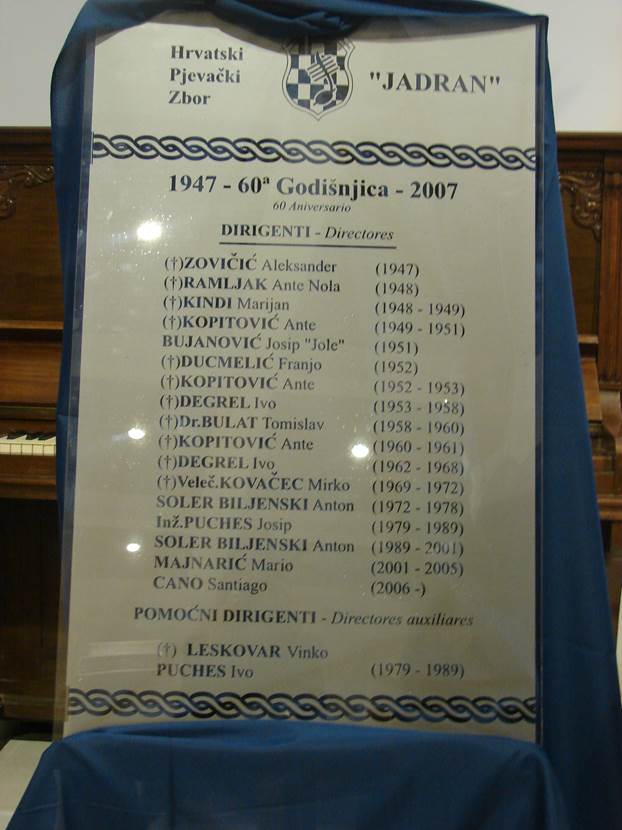 Hrvatski
Pjevački "JADRAN"
Zbor
1947 - 60ª Godišnjica - 2007
60 Aniversario
DIRIGENTI - Directores
(†)ZOVIČIĆ Aleksander (1947)
(†)RAMLJAK Ante Nola (1948)
(†)KINDI Marijan (1948 - 1949)
(†)KOPITOVIĆ Ante (1949 - 1951)
BUJANOVIĆ Josip "Jole" (1951)
(†)DUCMELIĆ Franjo (1952)
(†)KOPITOVIĆ Ante (1952 - 1953)
(†)DEGREL Ivo (1953 - 1958)
(†)Dr.BULAT Tomislav (1958 - 1960)
(†)KOPITOVIĆ Ante (1960 - 1961)
(†)DEGREL Ivo (1962 - 1968)
(†)Veleč.KOVAČEC Mirko (1969 - 1972)
SOLER BILJENSKI Anton (1972 - 1978)
Inž.PUCHES Josip (1979 - 1989)
SOLER BILJENSKI Anton (1989 - 2001)
MAJNARIĆ Mario (2001 - 2005)
CANO Santiago (2006 -)
POMOĆNI DIRIGENTI - Directores auxiliares
(†) LESKOVAR Vinko
PUCHES Ivo (1979 - 1989)